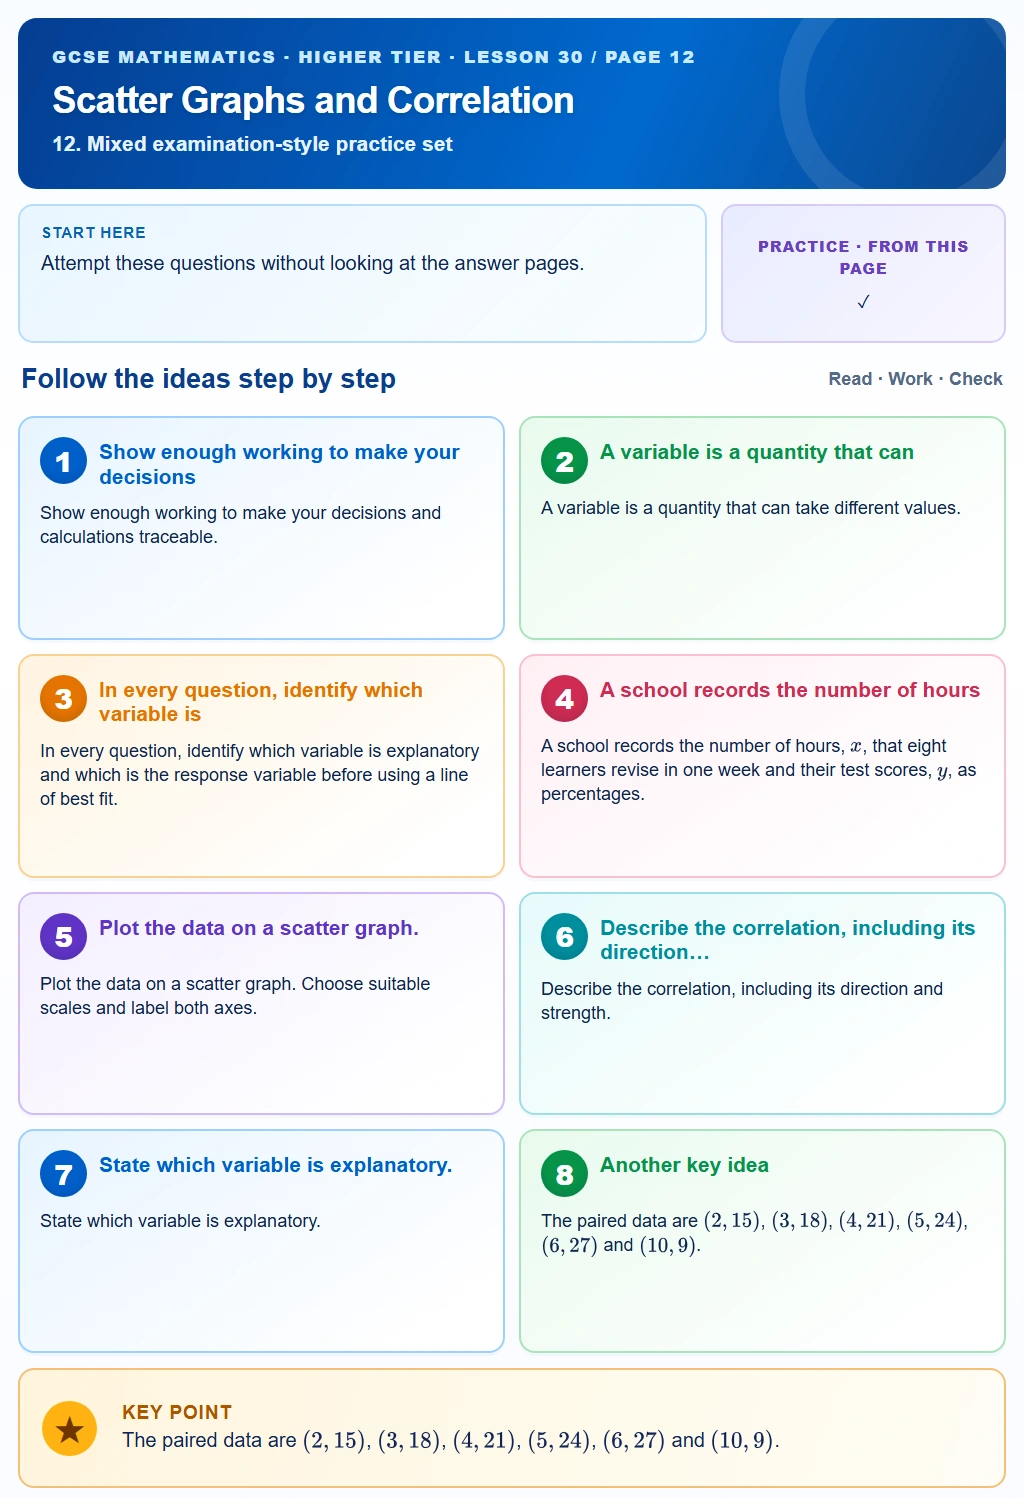 GCSE MATHEMATICS · HIGHER TIER · LESSON 30 / PAGE 12
Scatter Graphs and Correlation
12. Mixed examination-style practice set
START HERE
Attempt these questions without looking at the answer pages.
PRACTICE · FROM THIS
PAGE
✓
Follow the ideas step by step
Read · Work · Check
1
Show enough working to make your
decisions
Show enough working to make your decisions and
calculations traceable.
2
A variable is a quantity that can
A variable is a quantity that can take different values.
3
In every question, identify which
variable is
In every question, identify which variable is explanatory
and which is the response variable before using a line
of best fit.
4
A school records the number of hours
A school records the number of hours, x, that eight
learners revise in one week and their test scores, y, as
percentages.
5
Plot the data on a scatter graph.
Plot the data on a scatter graph. Choose suitable
scales and label both axes.
6
Describe the correlation, including its
direction…
Describe the correlation, including its direction and
strength.
7
State which variable is explanatory.
State which variable is explanatory.
8
Another key idea
The paired data are (2, 15), (3, 18), (4, 21), (5, 24),
(6, 27) and (10, 9).
KEY POINT
The paired data are (2, 15), (3, 18), (4, 21), (5, 24), (6, 27) and (10, 9).